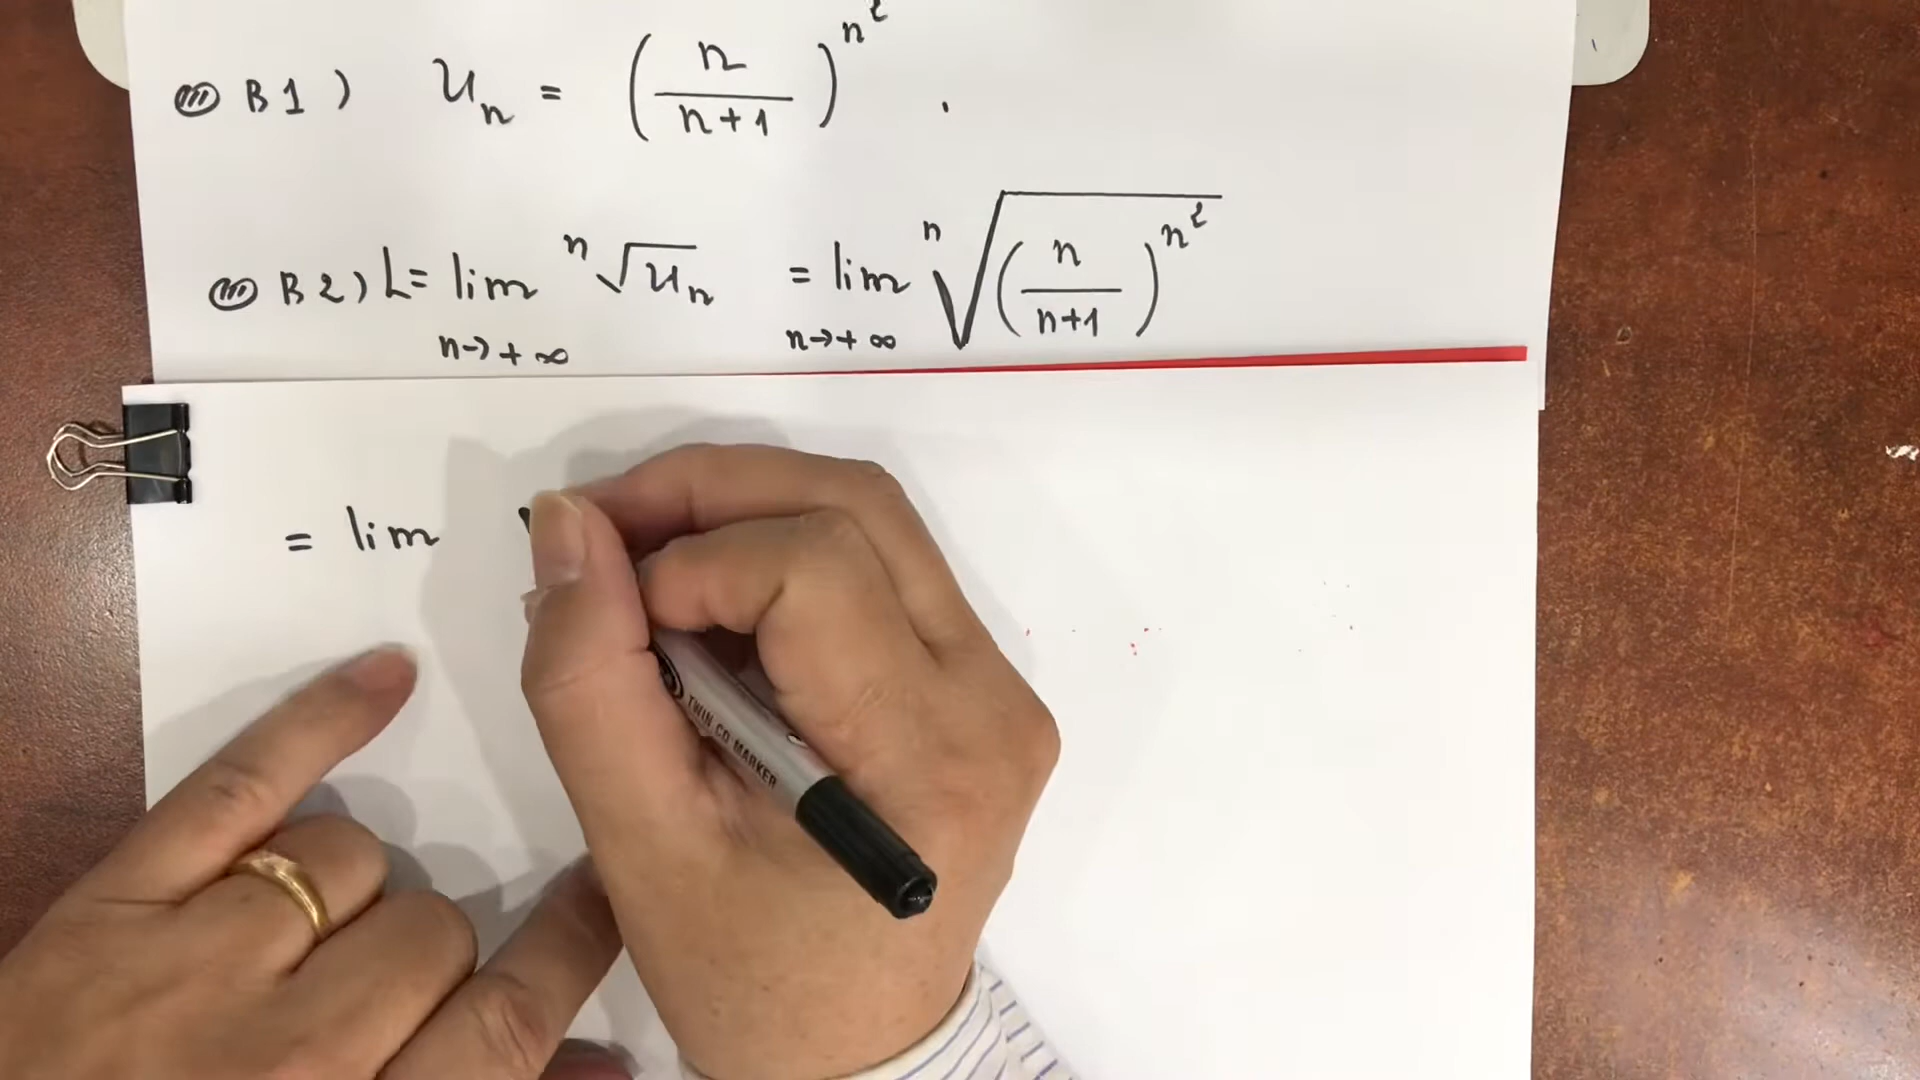 B1) Uₙ = (n/(n+1))^(n²) .
B2) L = lim n→+∞ ⁿ√uₙ = lim n→+∞ ⁿ√((n/(n+1))^(n²))
= lim
TWIN CD MARKER